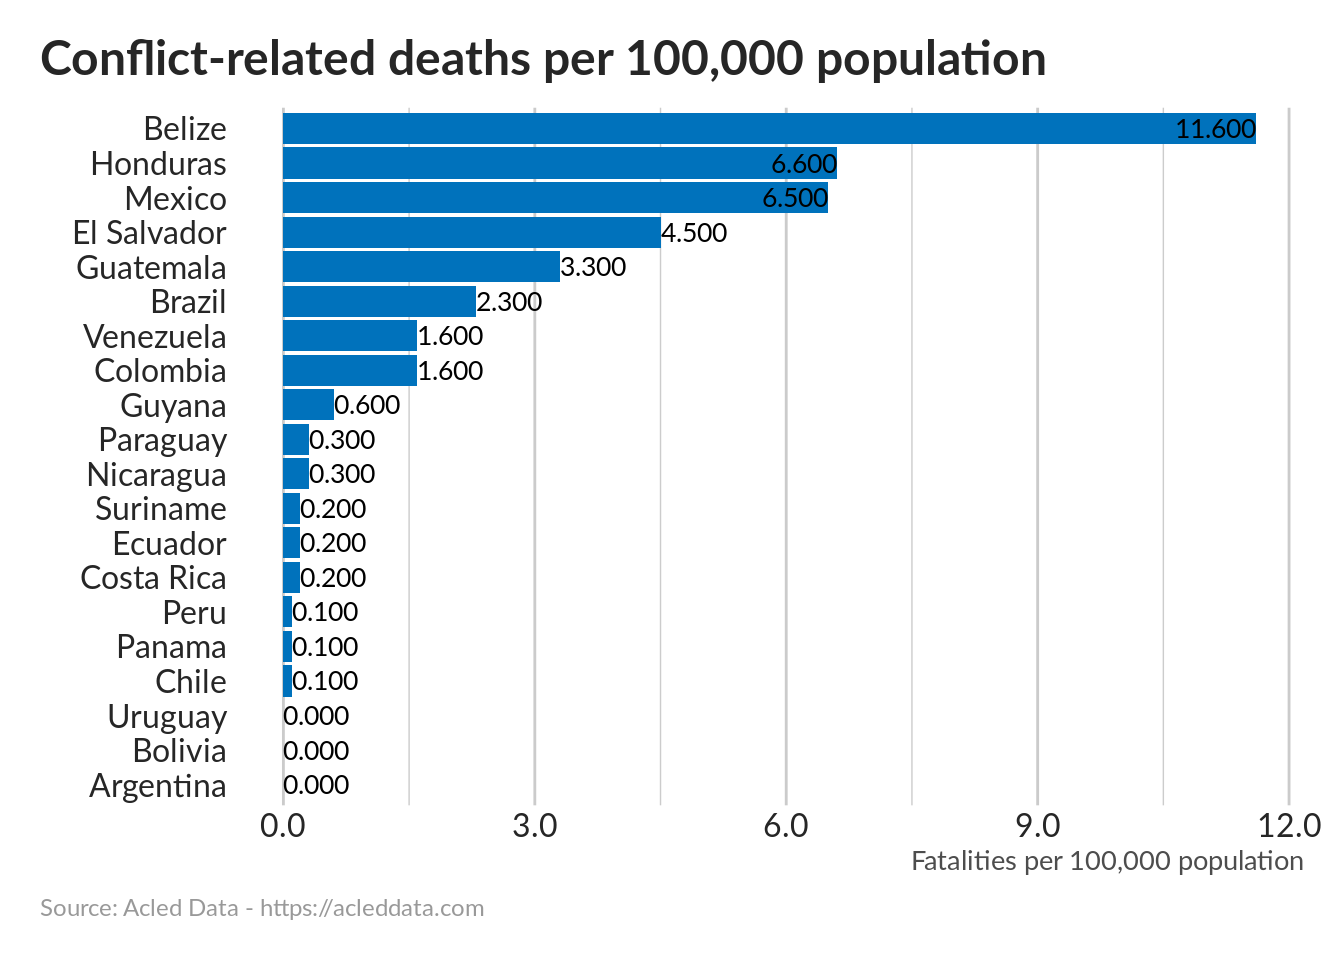 Conflict-related deaths per 100,000 population
Belize 11.600
Honduras 6.600
Mexico 6.500
El Salvador 4.500
Guatemala 3.300
Brazil 2.300
Venezuela 1.600
Colombia 1.600
Guyana 0.600
Paraguay 0.300
Nicaragua 0.300
Suriname 0.200
Ecuador 0.200
Costa Rica 0.200
Peru 0.100
Panama 0.100
Chile 0.100
Uruguay 0.000
Bolivia 0.000
Argentina 0.000
0.0 3.0 6.0 9.0 12.0
Fatalities per 100,000 population
Source: Acled Data - https://acleddata.com